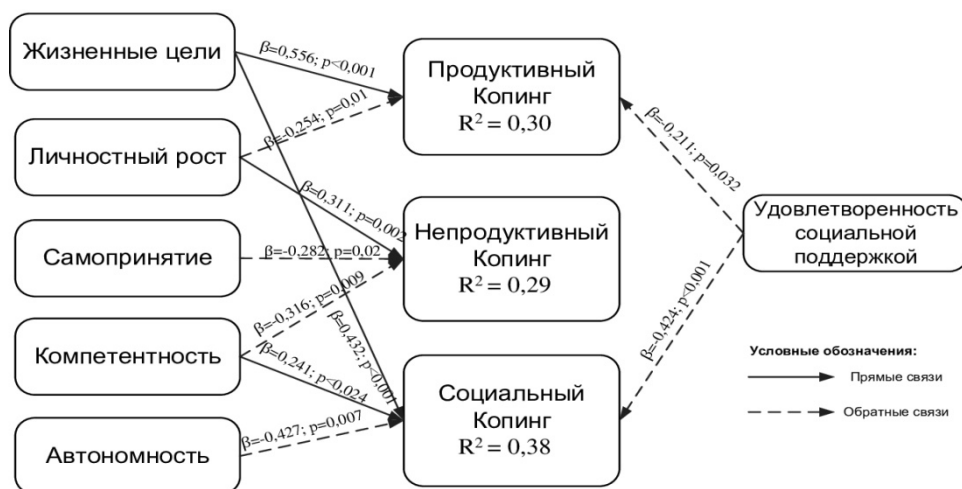 Жизненные цели
Личностный рост
Самопринятие
Компетентность
Автономность
β=0,556; p<0,001
β=-0,254; p=0,01
β=0,311; p=0,002
β=-0,282; p=0,02
β=-0,316; p=0,009
β=0,432; p<0,001
β=0,241; p<0,024
β=-0,427; p=0,007
Продуктивный
Копинг
R² = 0,30
Непродуктивный
Копинг
R² = 0,29
Социальный
Копинг
R² = 0,38
β=-0,211; p=0,032
β=-0,424; p<0,001
Удовлетворенность
социальной
поддержкой
Условные обозначения:
Прямые связи
Обратные связи